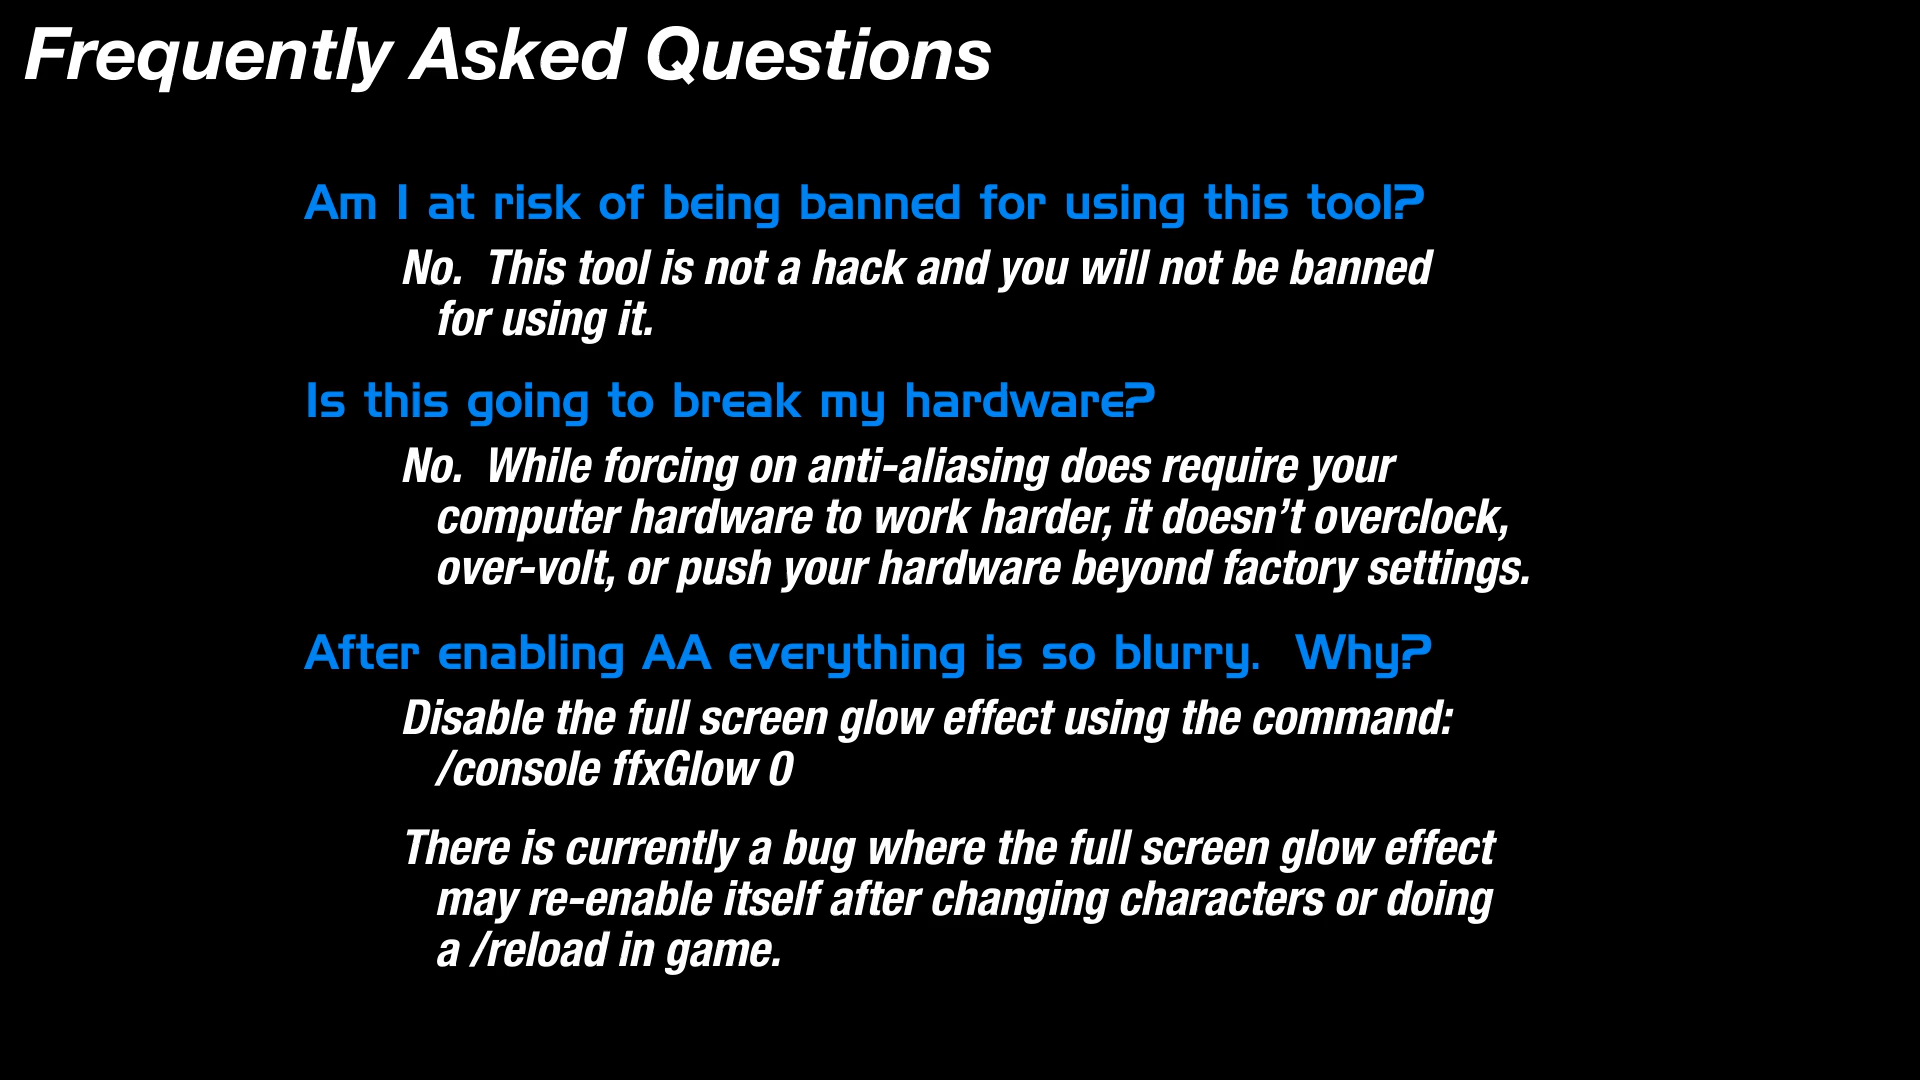 Frequently Asked Questions
Am I at risk of being banned for using this tool?
No.  This tool is not a hack and you will not be banned
for using it.
Is this going to break my hardware?
No.  While forcing on anti-aliasing does require your
computer hardware to work harder, it doesn’t overclock,
over-volt, or push your hardware beyond factory settings.
After enabling AA everything is so blurry.  Why?
Disable the full screen glow effect using the command:
/console ffxGlow 0
There is currently a bug where the full screen glow effect
may re-enable itself after changing characters or doing
a /reload in game.